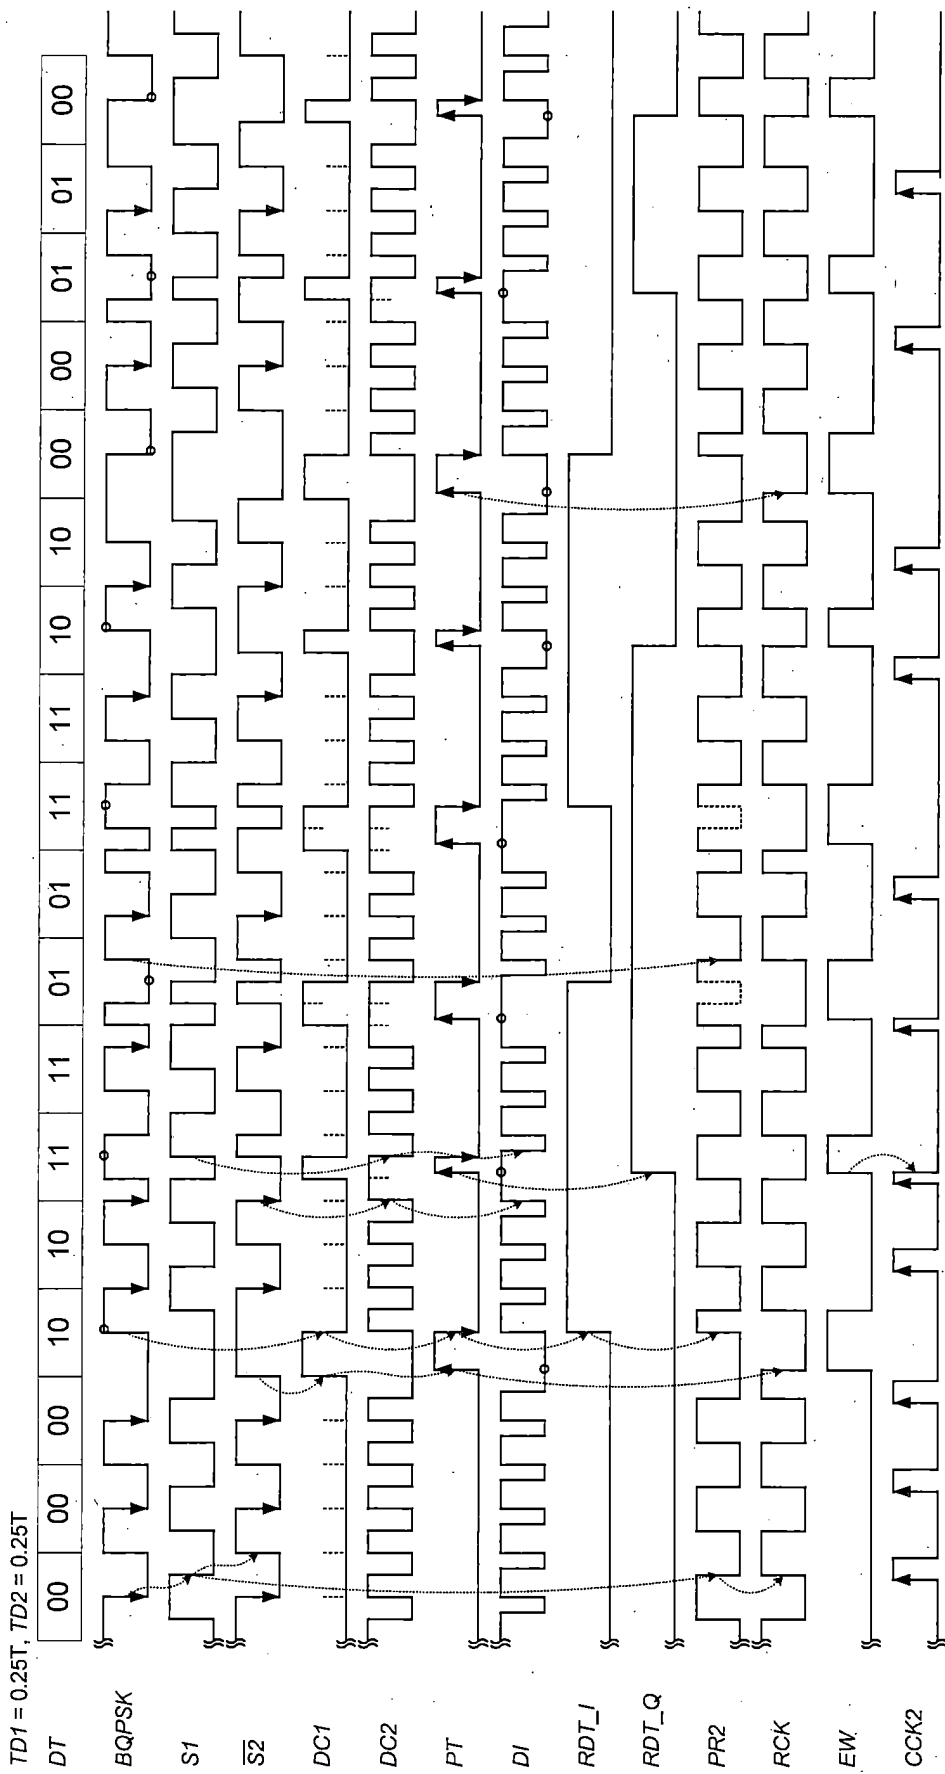 TD1 = 0.25T, TD2 = 0.25T
DT 00 00 00 10 10 11 11 01 01 11 11 10 10 00 00 01 01 00
BQPSK
S1
S̅2̅
DC1
DC2
PT
DI
RDT_I
RDT_Q
PR2
RCK
EW
CCK2